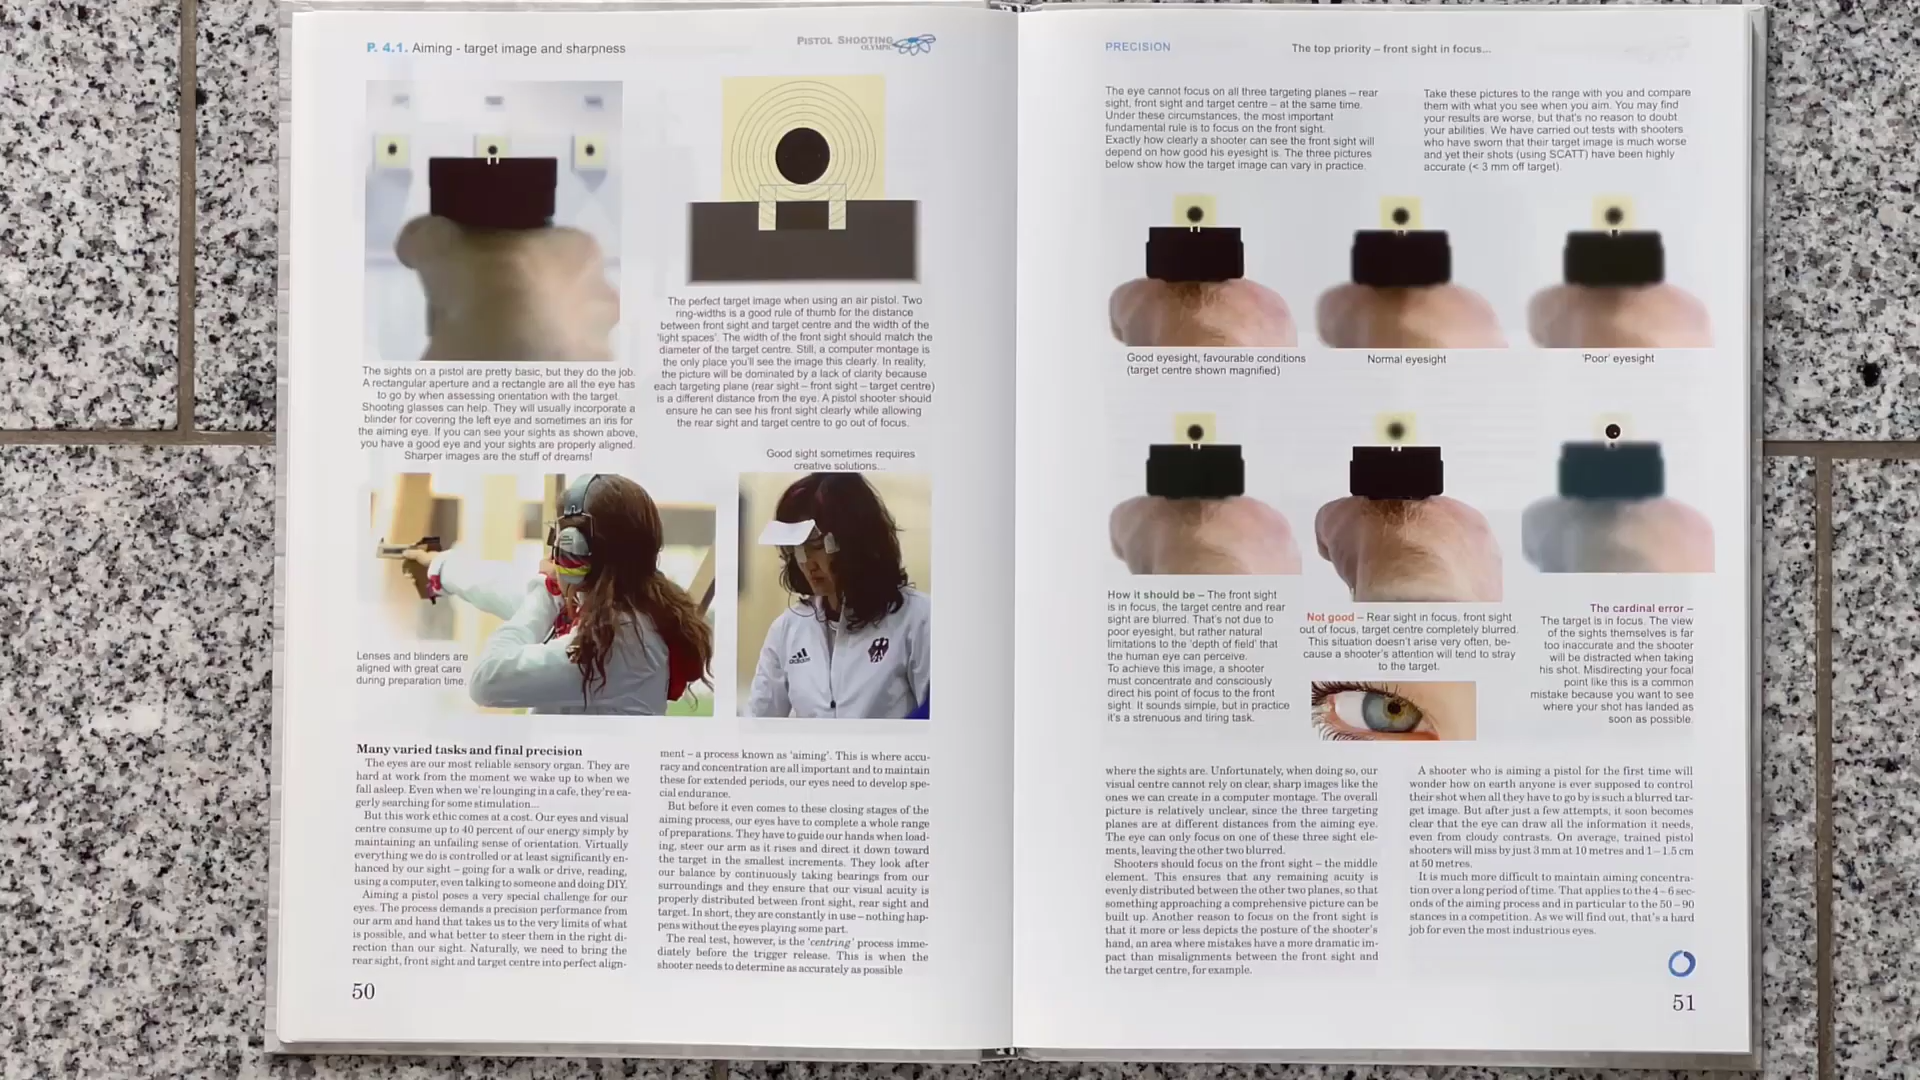 P. 4.1. Aiming - target image and sharpness
PISTOL SHOOTING
OLYMPIC
The sights on a pistol are pretty basic, but they do the job.
A rectangular aperture and a rectangle are all the eye has
to go by when assessing orientation with the target.
Shooting glasses can help. They will usually incorporate a
blinder for covering the left eye and sometimes an iris for
the aiming eye. If you can see your sights as shown above,
you have a good eye and your sights are properly aligned.
Sharper images are the stuff of dreams!
The perfect target image when using an air pistol. Two
ring-widths is a good rule of thumb for the distance
between front sight and target centre and the width of the
'light spaces'. The width of the front sight should match the
diameter of the target centre. Still, a computer montage is
the only place you'll see the image this clearly. In reality,
the picture will be dominated by a lack of clarity because
each targeting plane (rear sight – front sight – target centre)
is a different distance from the eye. A pistol shooter should
ensure he can see his front sight clearly while allowing
the rear sight and target centre to go out of focus.
Good sight sometimes requires
creative solutions...
Lenses and blinders are
aligned with great care
during preparation time.
adidas
Many varied tasks and final precision
The eyes are our most reliable sensory organ. They are
hard at work from the moment we wake up to when we
fall asleep. Even when we're lounging in a cafe, they're ea-
gerly searching for some stimulation...
But this work ethic comes at a cost. Our eyes and visual
centre consume up to 40 percent of our energy simply by
maintaining an unfailing sense of orientation. Virtually
everything we do is controlled or at least significantly en-
hanced by our sight – going for a walk or drive, reading,
using a computer, even talking to someone and doing DIY.
Aiming a pistol poses a very special challenge for our
eyes. The process demands a precision performance from
our arm and hand that takes us to the very limits of what
is possible, and what better to steer them in the right di-
rection than our sight. Naturally, we need to bring the
rear sight, front sight and target centre into perfect align-
ment – a process known as 'aiming'. This is where accu-
racy and concentration are all important and to maintain
these for extended periods, our eyes need to develop spe-
cial endurance.
But before it even comes to these closing stages of the
aiming process, our eyes have to complete a whole range
of preparations. They have to guide our hands when load-
ing, steer our arm as it rises and direct it down toward
the target in the smallest increments. They look after
our balance by continuously taking bearings from our
surroundings and they ensure that our visual acuity is
properly distributed between front sight, rear sight and
target. In short, they are constantly in use – nothing hap-
pens without the eyes playing some part.
The real test, however, is the 'centring' process imme-
diately before the trigger release. This is when the
shooter needs to determine as accurately as possible
50
PRECISION
The top priority – front sight in focus...
The eye cannot focus on all three targeting planes – rear
sight, front sight and target centre – at the same time.
Under these circumstances, the most important
fundamental rule is to focus on the front sight.
Exactly how clearly a shooter can see the front sight will
depend on how good his eyesight is. The three pictures
below show how the target image can vary in practice.
Take these pictures to the range with you and compare
them with what you see when you aim. You may find
your results are worse, but that's no reason to doubt
your abilities. We have carried out tests with shooters
who have sworn that their target image is much worse
and yet their shots (using SCATT) have been highly
accurate (< 3 mm off target).
Good eyesight, favourable conditions
(target centre shown magnified)
Normal eyesight
'Poor' eyesight
How it should be – The front sight
is in focus, the target centre and rear
sight are blurred. That's not due to
poor eyesight, but rather natural
limitations to the 'depth of field' that
the human eye can perceive.
To achieve this image, a shooter
must concentrate and consciously
direct his point of focus to the front
sight. It sounds simple, but in practice
it's a strenuous and tiring task.
Not good – Rear sight in focus, front sight
out of focus, target centre completely blurred.
This situation doesn't arise very often, be-
cause a shooter's attention will tend to stray
to the target.
The cardinal error –
The target is in focus. The view
of the sights themselves is far
too inaccurate and the shooter
will be distracted when taking
his shot. Misdirecting your focal
point like this is a common
mistake because you want to see
where your shot has landed as
soon as possible.
where the sights are. Unfortunately, when doing so, our
visual centre cannot rely on clear, sharp images like the
ones we can create in a computer montage. The overall
picture is relatively unclear, since the three targeting
planes are at different distances from the aiming eye.
The eye can only focus on one of these three sight ele-
ments, leaving the other two blurred.
Shooters should focus on the front sight – the middle
element. This ensures that any remaining acuity is
evenly distributed between the other two planes, so that
something approaching a comprehensive picture can be
built up. Another reason to focus on the front sight is
that it more or less depicts the posture of the shooter's
hand, an area where mistakes have a more dramatic im-
pact than misalignments between the front sight and
the target centre, for example.
A shooter who is aiming a pistol for the first time will
wonder how on earth anyone is ever supposed to control
their shot when all they have to go by is such a blurred tar-
get image. But after just a few attempts, it soon becomes
clear that the eye can draw all the information it needs,
even from cloudy contrasts. On average, trained pistol
shooters will miss by just 3 mm at 10 metres and 1 – 1.5 cm
at 50 metres.
It is much more difficult to maintain aiming concentra-
tion over a long period of time. That applies to the 4 – 6 sec-
onds of the aiming process and in particular to the 50 – 90
stances in a competition. As we will find out, that's a hard
job for even the most industrious eyes.
51